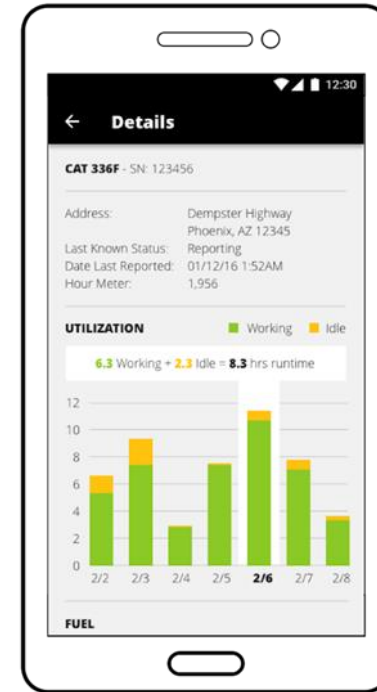 12:30
← Details
CAT 336F - SN: 123456
Address: Dempster Highway
Phoenix, AZ 12345
Last Known Status: Reporting
Date Last Reported: 01/12/16 1:52AM
Hour Meter: 1,956
UTILIZATION Working Idle
6.3 Working + 2.3 Idle = 8.3 hrs runtime
12
10
8
6
4
2
0
2/2 2/3 2/4 2/5 2/6 2/7 2/8
FUEL